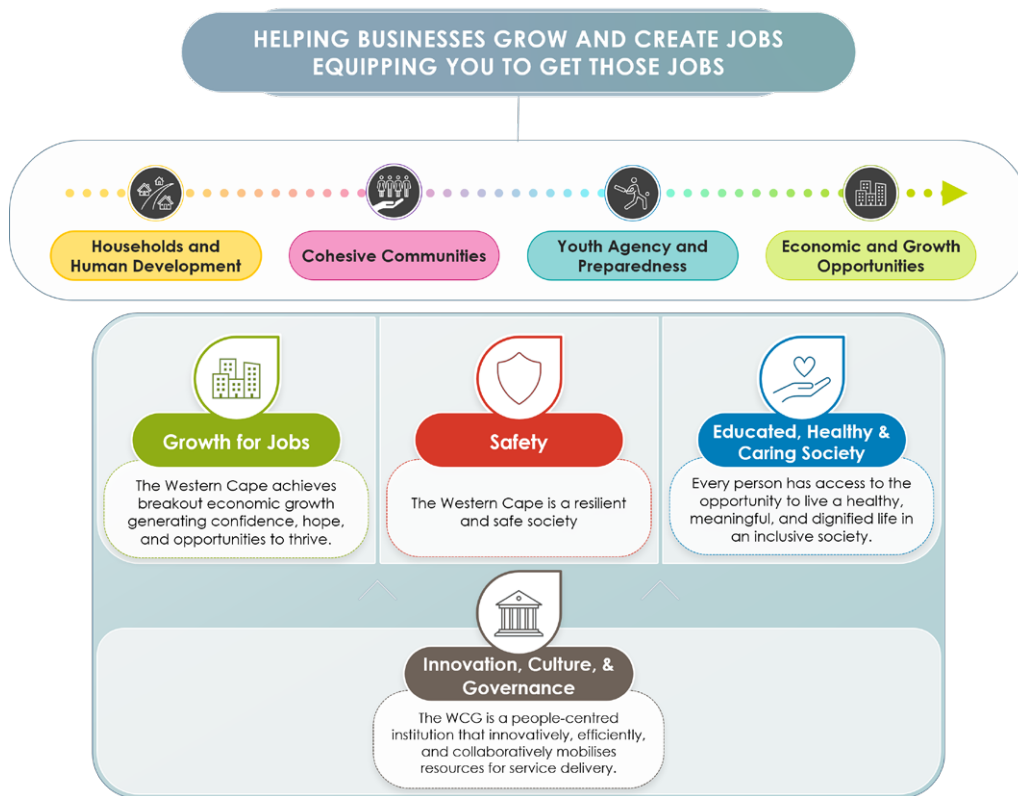 HELPING BUSINESSES GROW AND CREATE JOBS
EQUIPPING YOU TO GET THOSE JOBS
Households and
Human Development
Cohesive Communities
Youth Agency and
Preparedness
Economic and Growth
Opportunities
Growth for Jobs
The Western Cape achieves
breakout economic growth
generating confidence, hope,
and opportunities to thrive.
Safety
The Western Cape is a resilient
and safe society
Educated, Healthy &
Caring Society
Every person has access to the
opportunity to live a healthy,
meaningful, and dignified life in
an inclusive society.
Innovation, Culture, &
Governance
The WCG is a people-centred
institution that innovatively, efficiently,
and collaboratively mobilises
resources for service delivery.